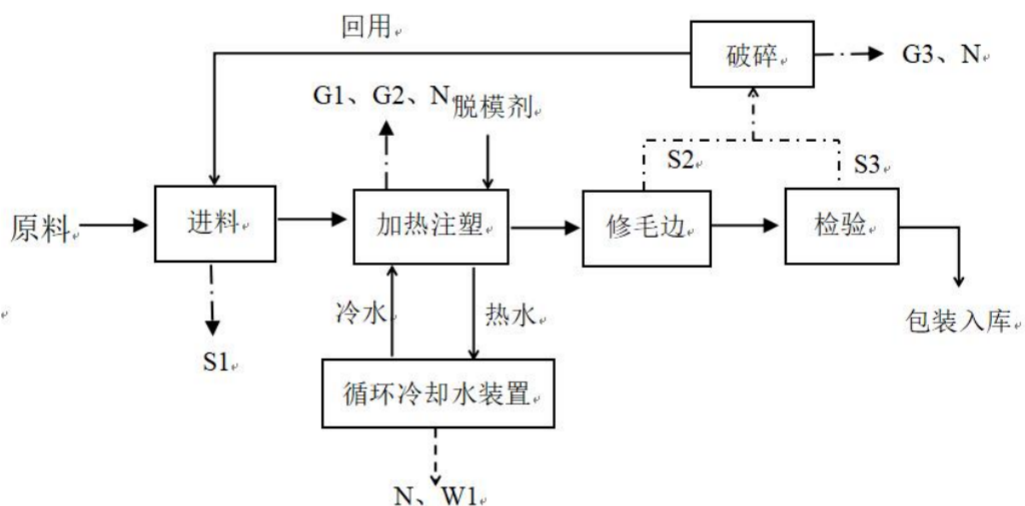 回用
破碎
G3、N
G1、G2、N
脱模剂
S2
S3
原料
进料
加热注塑
修毛边
检验
冷水
热水
包装入库
S1
循环冷却水装置
N、W1